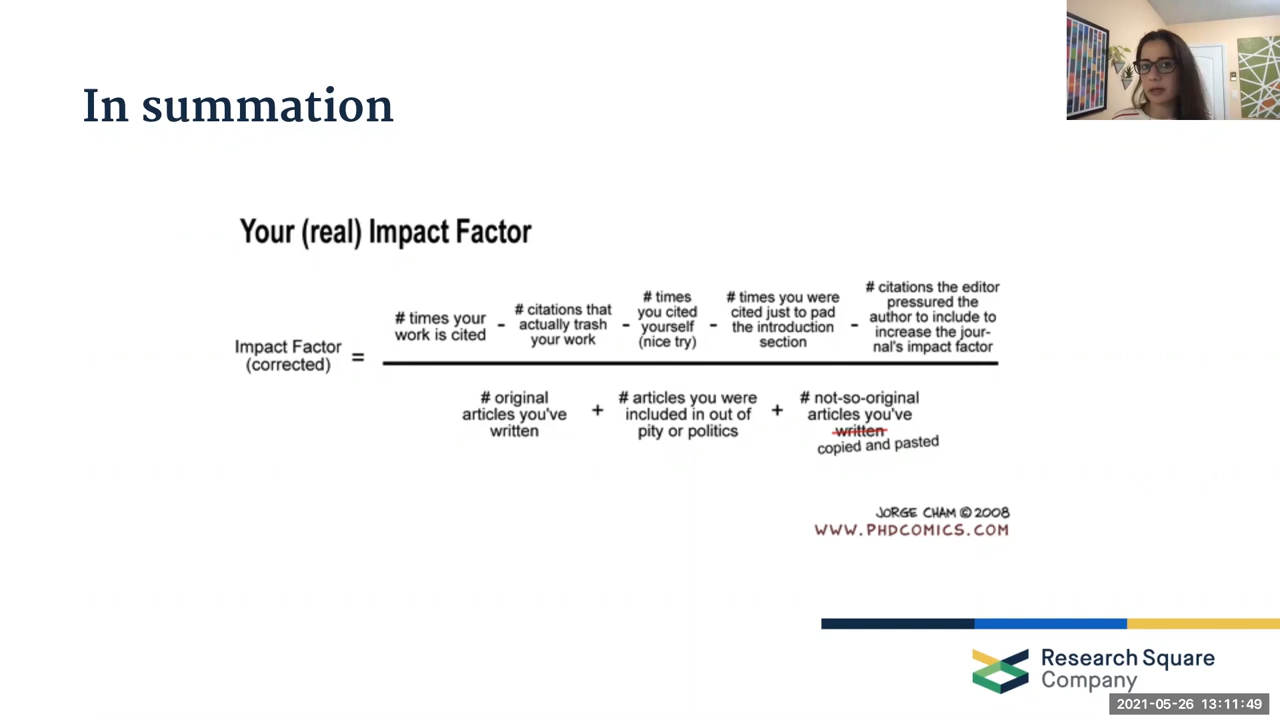 In summation
Your (real) Impact Factor
Impact Factor
(corrected)
=
# times your
work is cited
-
# citations that
actually trash
your work
-
# times
you cited
yourself
(nice try)
-
# times you were
cited just to pad
the introduction
section
-
# citations the editor
pressured the
author to include to
increase the jour-
nal's impact factor
# original
articles you've
written
+
# articles you were
included in out of
pity or politics
+
# not-so-original
articles you've
written
copied and pasted
JORGE CHAM © 2008
WWW.PHDCOMICS.COM
Research Square
Company
2021-05-26 13:11:49